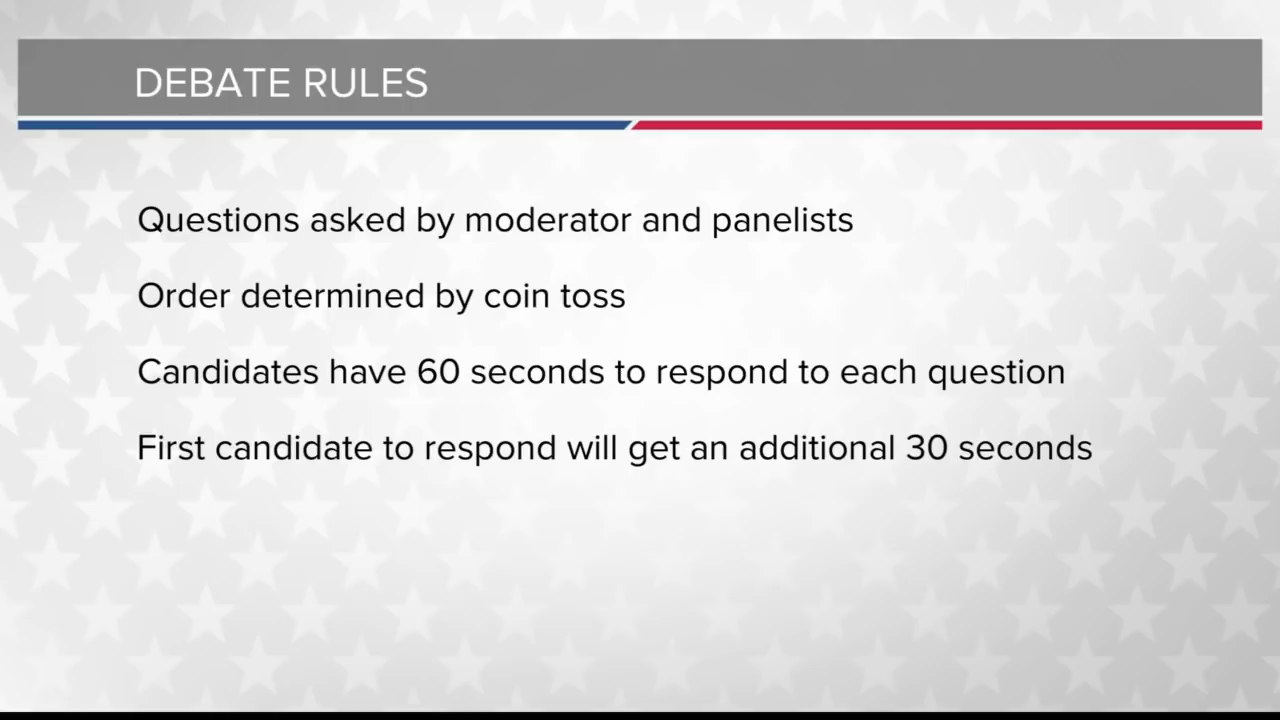 DEBATE RULES
Questions asked by moderator and panelists
Order determined by coin toss
Candidates have 60 seconds to respond to each question
First candidate to respond will get an additional 30 seconds